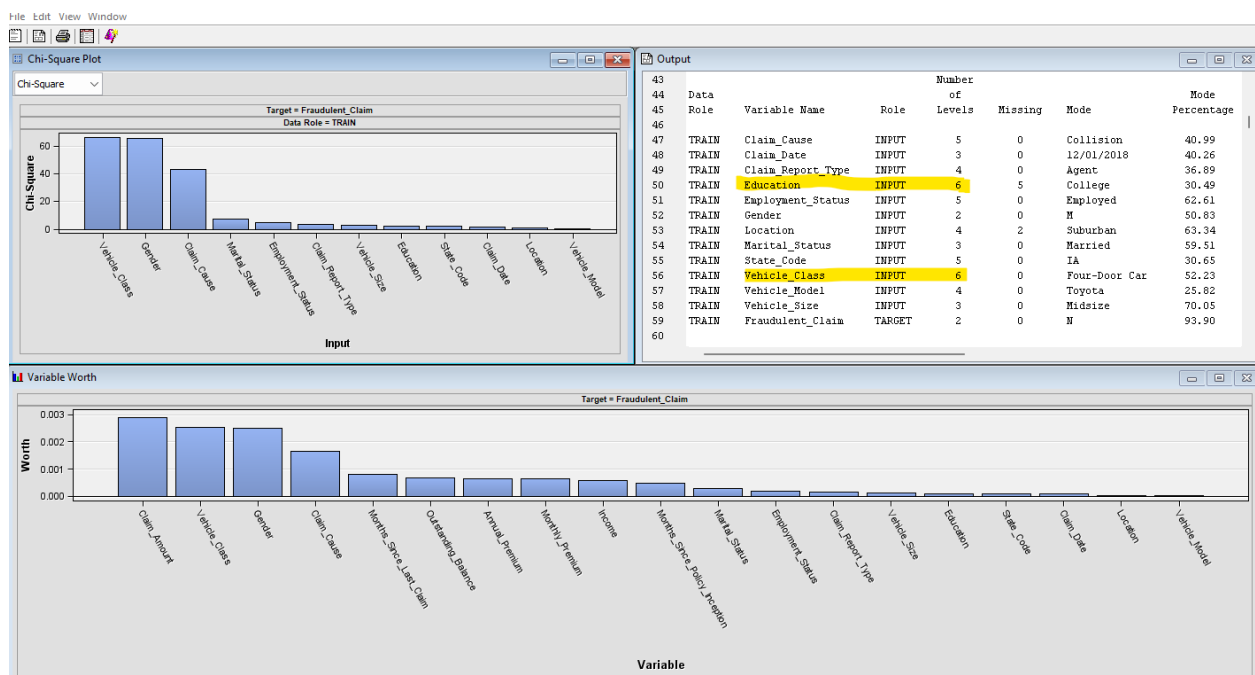 File Edit View Window
Chi-Square Plot
Chi-Square
Target = Fraudulent_Claim
Data Role = TRAIN
Chi-Square
60
40
20
0
Vehicle_Class
Gender
Claim_Cause
Marital_Status
Employment_Status
Claim_Report_Type
Vehicle_Size
Education
State_Code
Claim_Date
Location
Vehicle_Model
Input
Output
43 Number
44 Data of Mode
45 Role Variable Name Role Levels Missing Mode Percentage
46
47 TRAIN Claim_Cause INPUT 5 0 Collision 40.99
48 TRAIN Claim_Date INPUT 3 0 12/01/2018 40.26
49 TRAIN Claim_Report_Type INPUT 4 0 Agent 36.89
50 TRAIN Education INPUT 6 5 College 30.49
51 TRAIN Employment_Status INPUT 5 0 Employed 62.61
52 TRAIN Gender INPUT 2 0 M 50.83
53 TRAIN Location INPUT 4 2 Suburban 63.34
54 TRAIN Marital_Status INPUT 3 0 Married 59.51
55 TRAIN State_Code INPUT 5 0 IA 30.65
56 TRAIN Vehicle_Class INPUT 6 0 Four-Door Car 52.23
57 TRAIN Vehicle_Model INPUT 4 0 Toyota 25.82
58 TRAIN Vehicle_Size INPUT 3 0 Midsize 70.05
59 TRAIN Fraudulent_Claim TARGET 2 0 N 93.90
60
Variable Worth
Target = Fraudulent_Claim
Worth
0.003
0.002
0.001
0.000
Claim_Amount
Vehicle_Class
Gender
Claim_Cause
Months_Since_Last_Claim
Outstanding_Balance
Annual_Premium
Monthly_Premium
Income
Months_Since_Policy_Inception
Marital_Status
Employment_Status
Claim_Report_Type
Vehicle_Size
Education
State_Code
Claim_Date
Location
Vehicle_Model
Variable